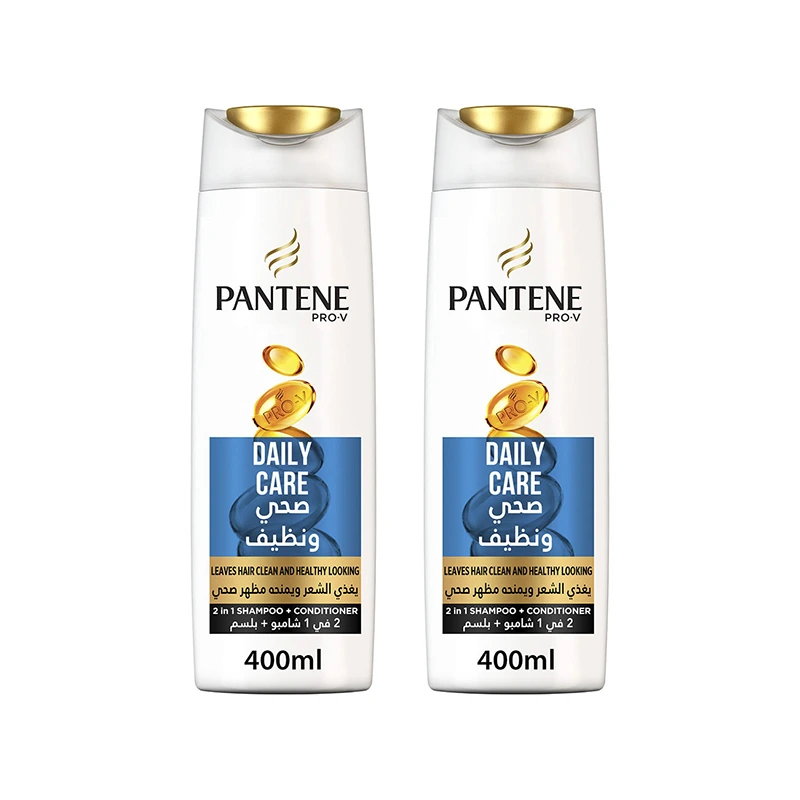 PANTENE
PRO-V
PRO-V
DAILY
CARE
صحي
ونظيف
LEAVES HAIR CLEAN AND HEALTHY LOOKING
يغذي الشعر ويمنحه مظهر صحي
2 in 1 SHAMPOO + CONDITIONER
2 في 1 شامبو + بلسم
400ml
PANTENE
PRO-V
PRO-V
DAILY
CARE
صحي
ونظيف
LEAVES HAIR CLEAN AND HEALTHY LOOKING
يغذي الشعر ويمنحه مظهر صحي
2 in 1 SHAMPOO + CONDITIONER
2 في 1 شامبو + بلسم
400ml